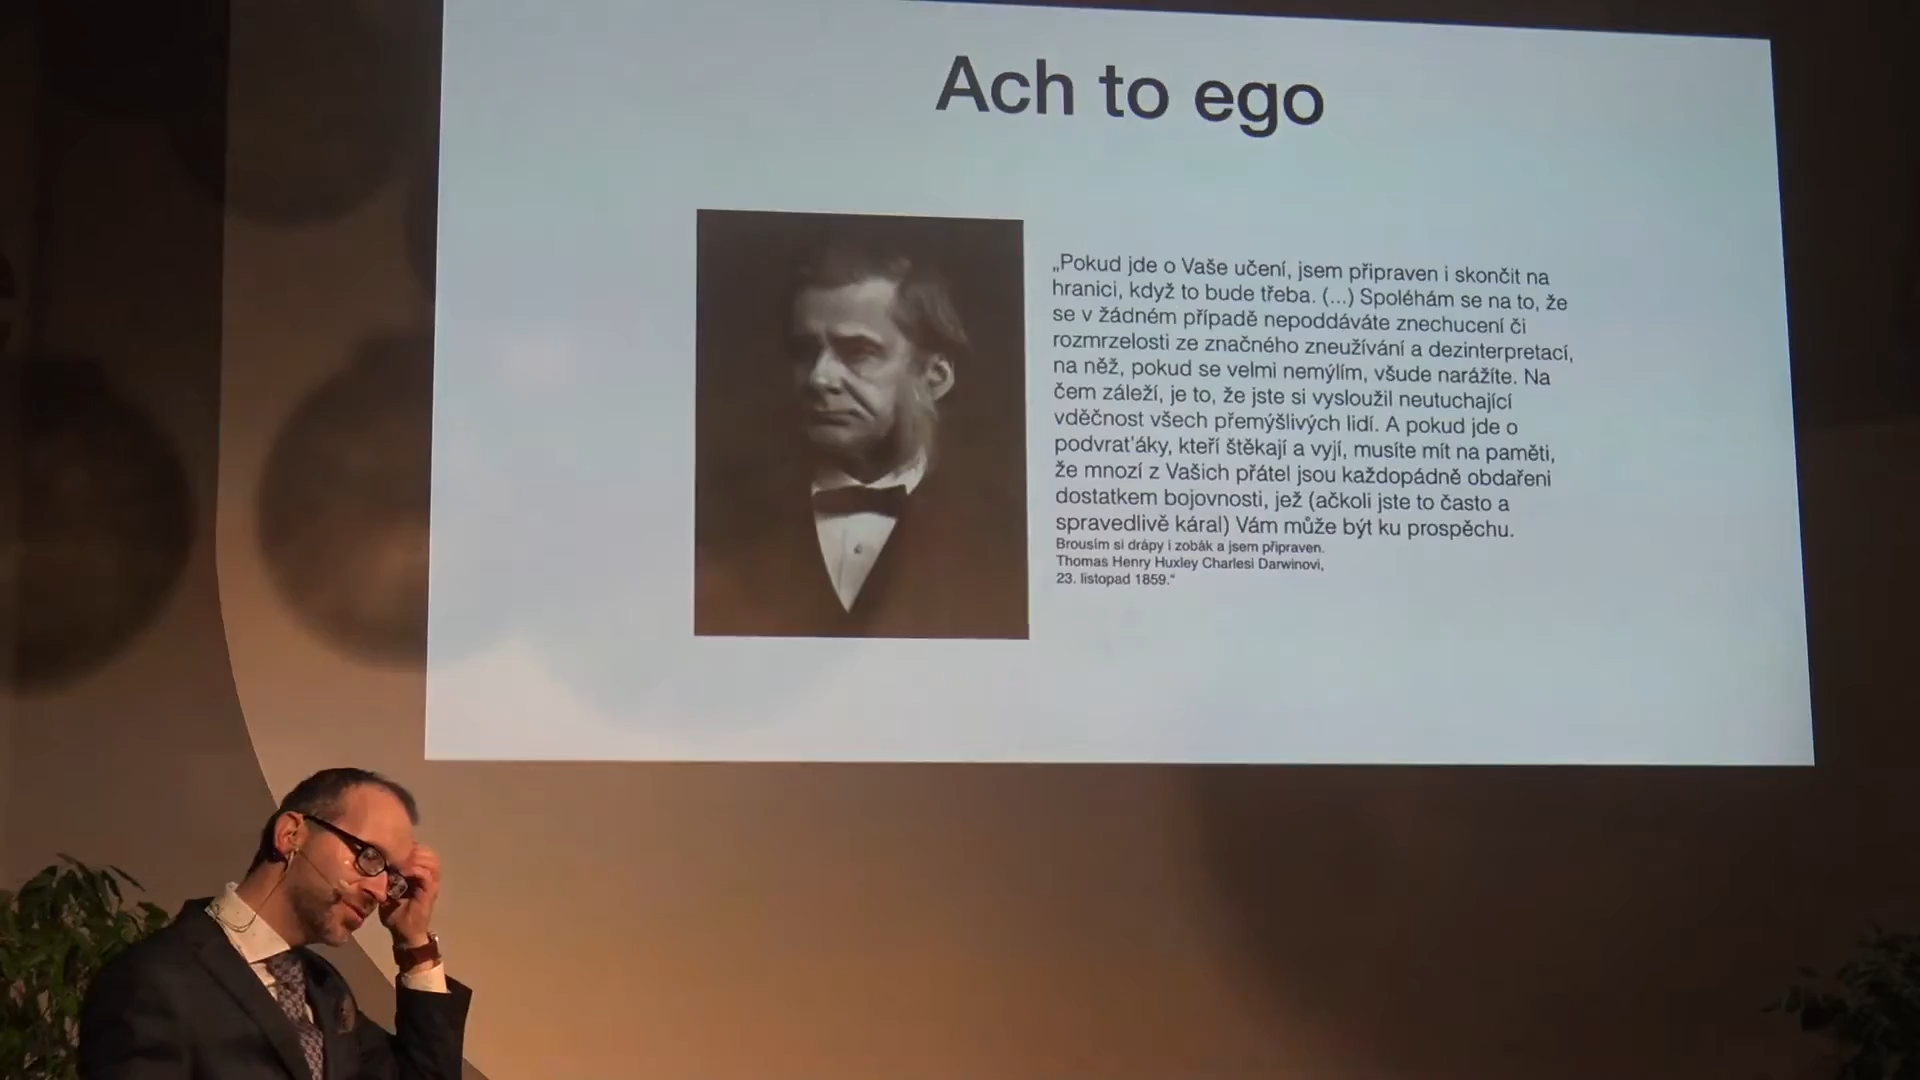 Ach to ego
„Pokud jde o Vaše učení, jsem připraven i skončit na
hranici, když to bude třeba. (...) Spoléhám se na to, že
se v žádném případě nepoddáváte znechucení či
rozmrzelosti ze značného zneužívání a dezinterpretací,
na něž, pokud se velmi nemýlím, všude narážíte. Na
čem záleží, je to, že jste si vysloužil neutuchající
vděčnost všech přemýšlivých lidí. A pokud jde o
podvraťáky, kteří štěkají a vyjí, musíte mít na paměti,
že mnozí z Vašich přátel jsou každopádně obdařeni
dostatkem bojovnosti, jež (ačkoli jste to často a
spravedlivě káral) Vám může být ku prospěchu.
Brousím si drápy i zobák a jsem připraven.
Thomas Henry Huxley Charlesi Darwinovi,
23. listopad 1859.“